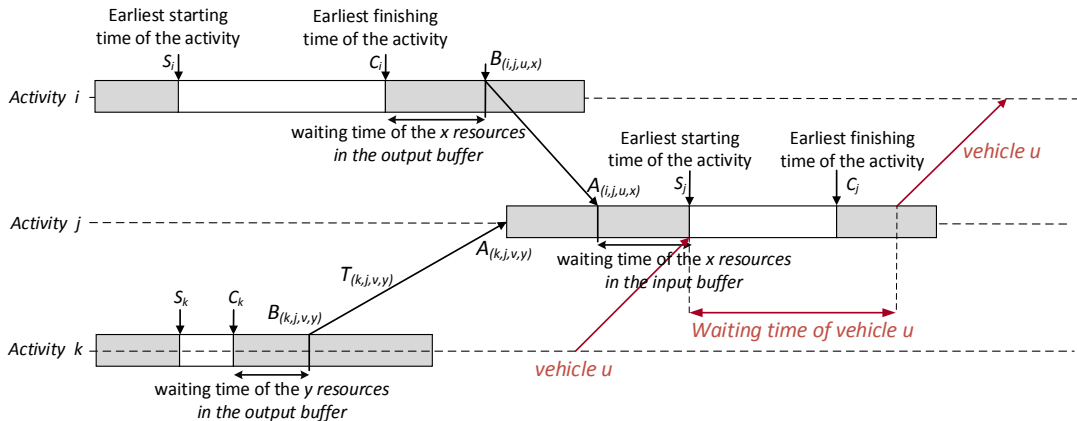 Earliest starting
time of the activity
S_i
Earliest finishing
time of the activity
C_i
B_(i,j,u,x)
Activity i
waiting time of the x resources
in the output buffer
vehicle u
Earliest starting
time of the activity
S_j
Earliest finishing
time of the activity
C_j
A_(i,j,u,x)
Activity j
A_(k,j,v,y)
waiting time of the x resources
in the input buffer
T_(k,j,v,y)
S_k
C_k
B_(k,j,v,y)
Waiting time of vehicle u
Activity k
vehicle u
waiting time of the y resources
in the output buffer